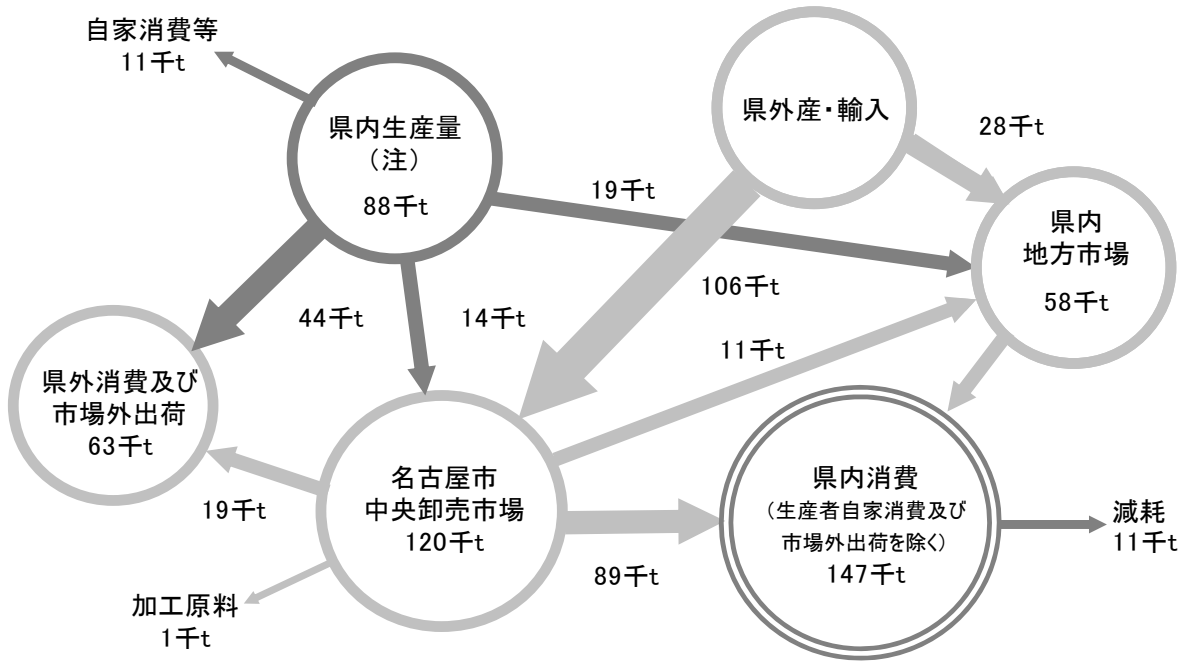 自家消費等
11千t
県内生産量
（注）
88千t
県外産・輸入
28千t
19千t
県内
地方市場
58千t
106千t
44千t
14千t
11千t
県外消費及び
市場外出荷
63千t
名古屋市
中央卸売市場
120千t
県内消費
（生産者自家消費及び
市場外出荷を除く）
147千t
減耗
11千t
19千t
89千t
加工原料
1千t